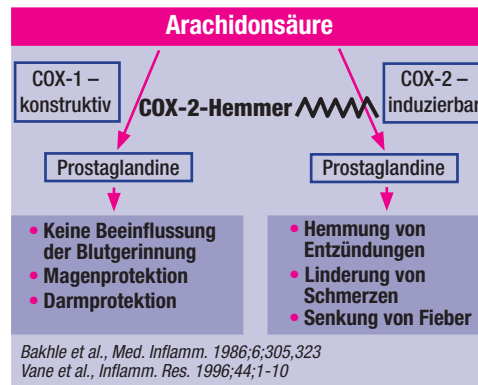 Arachidonsäure
COX-1 –
konstruktiv
COX-2 –
induzierbar
COX-2-Hemmer
Prostaglandine
Prostaglandine
• Keine Beeinflussung
der Blutgerinnung
• Magenprotektion
• Darmprotektion
• Hemmung von
Entzündungen
• Linderung von
Schmerzen
• Senkung von Fieber
Bakhle et al., Med. Inflamm. 1986;6;305,323
Vane et al., Inflamm. Res. 1996;44;1-10